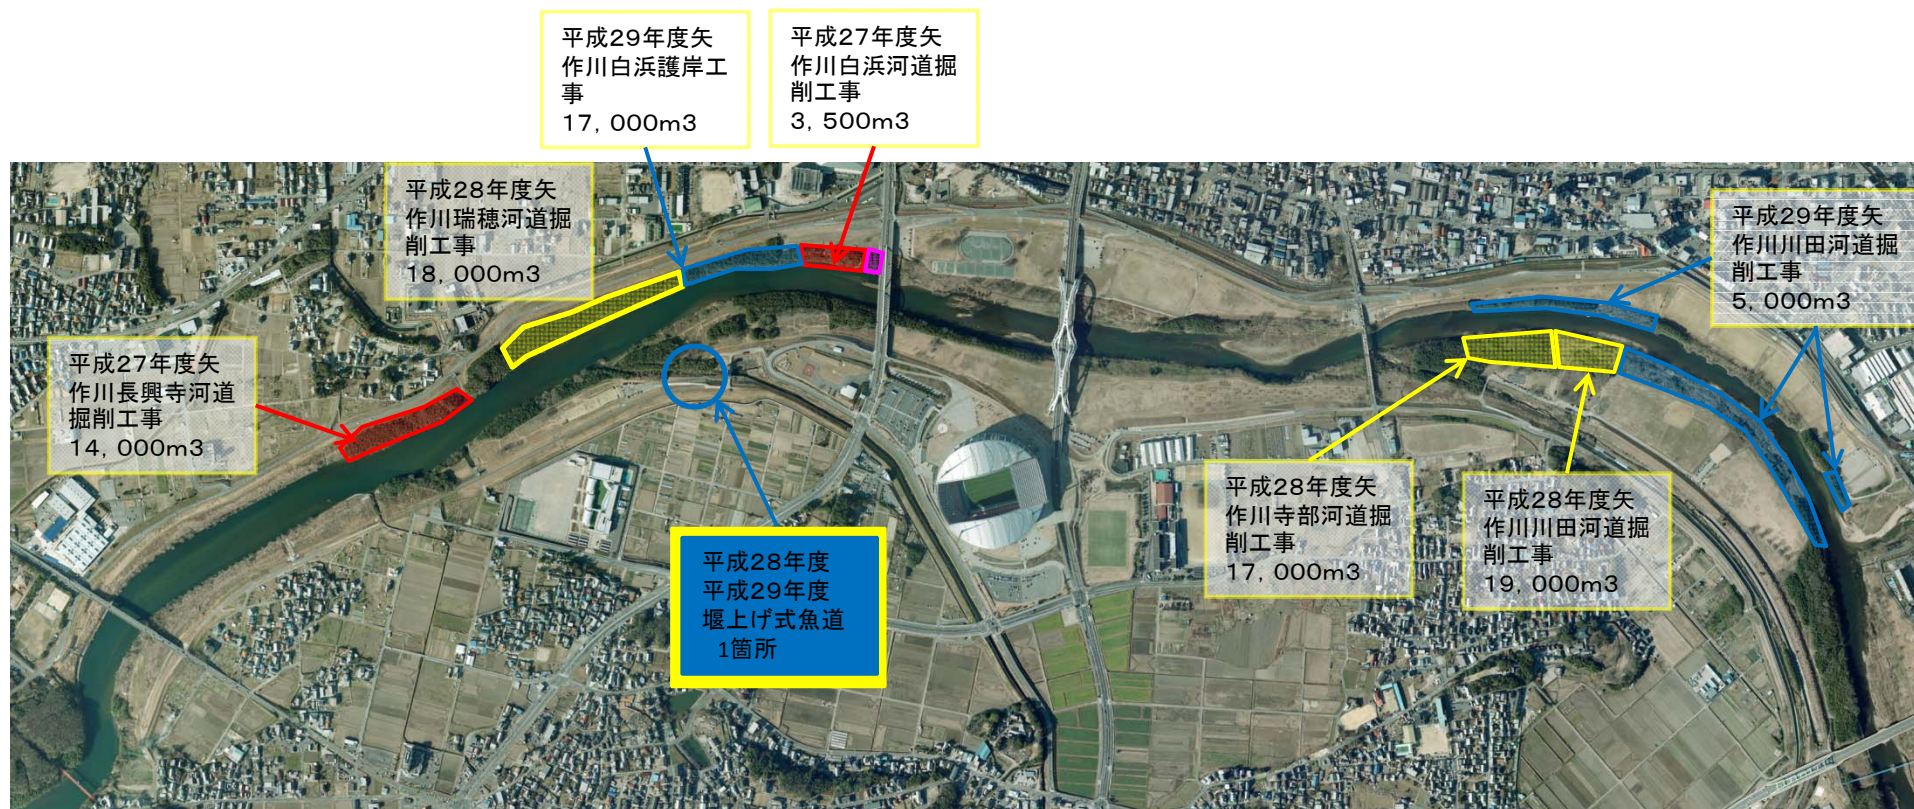 平成29年度矢
作川白浜護岸工
事
17,000m3
平成27年度矢
作川白浜河道掘
削工事
3,500m3
平成28年度矢
作川瑞穂河道掘
削工事
18,000m3
平成29年度矢
作川川田河道掘
削工事
5,000m3
平成27年度矢
作川長興寺河道
掘削工事
14,000m3
平成28年度矢
作川寺部河道掘
削工事
17,000m3
平成28年度矢
作川川田河道掘
削工事
19,000m3
平成28年度
平成29年度
堰上げ式魚道
1箇所